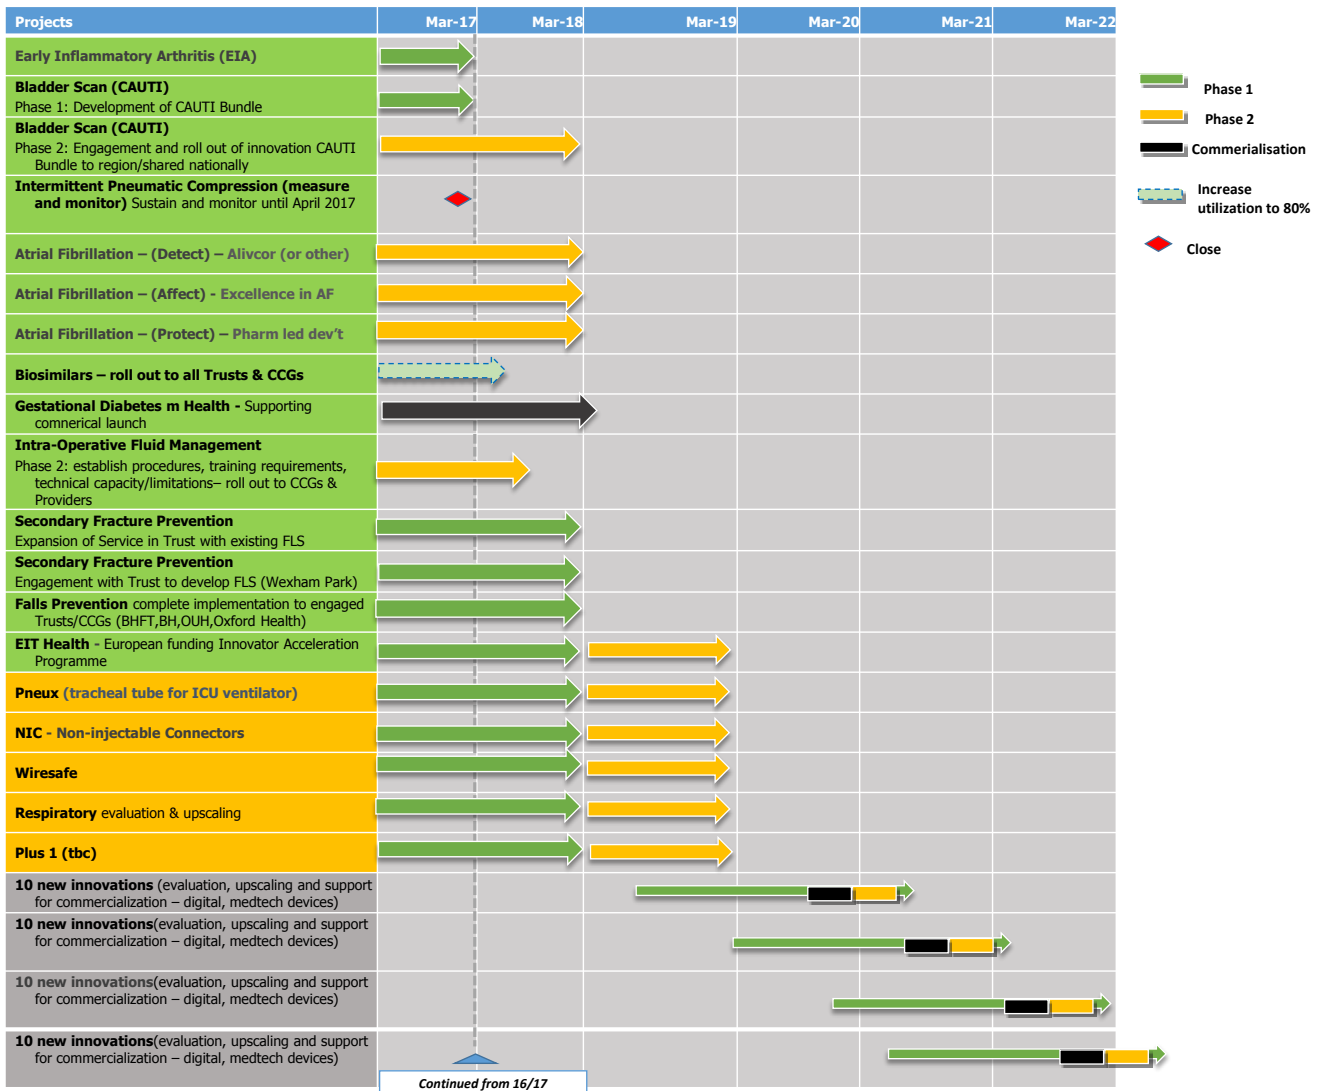 Projects Mar-17 Mar-18 Mar-19 Mar-20 Mar-21 Mar-22
Early Inflammatory Arthritis (EIA)
Bladder Scan (CAUTI)
Phase 1: Development of CAUTI Bundle
Bladder Scan (CAUTI)
Phase 2: Engagement and roll out of innovation CAUTI
Bundle to region/shared nationally
Intermittent Pneumatic Compression (measure
and monitor) Sustain and monitor until April 2017
Atrial Fibrillation – (Detect) – Alivcor (or other)
Atrial Fibrillation – (Affect) - Excellence in AF
Atrial Fibrillation – (Protect) – Pharm led dev't
Biosimilars – roll out to all Trusts & CCGs
Gestational Diabetes m Health - Supporting
comnerical launch
Intra-Operative Fluid Management
Phase 2: establish procedures, training requirements,
technical capacity/limitations– roll out to CCGs &
Providers
Secondary Fracture Prevention
Expansion of Service in Trust with existing FLS
Secondary Fracture Prevention
Engagement with Trust to develop FLS (Wexham Park)
Falls Prevention complete implementation to engaged
Trusts/CCGs (BHFT,BH,OUH,Oxford Health)
EIT Health - European funding Innovator Acceleration
Programme
Pneux (tracheal tube for ICU ventilator)
NIC - Non-injectable Connectors
Wiresafe
Respiratory evaluation & upscaling
Plus 1 (tbc)
10 new innovations (evaluation, upscaling and support
for commercialization – digital, medtech devices)
10 new innovations(evaluation, upscaling and support
for commercialization – digital, medtech devices)
10 new innovations(evaluation, upscaling and support
for commercialization – digital, medtech devices)
10 new innovations(evaluation, upscaling and support
for commercialization – digital, medtech devices)
Continued from 16/17
Phase 1
Phase 2
Commerialisation
Increase
utilization to 80%
Close